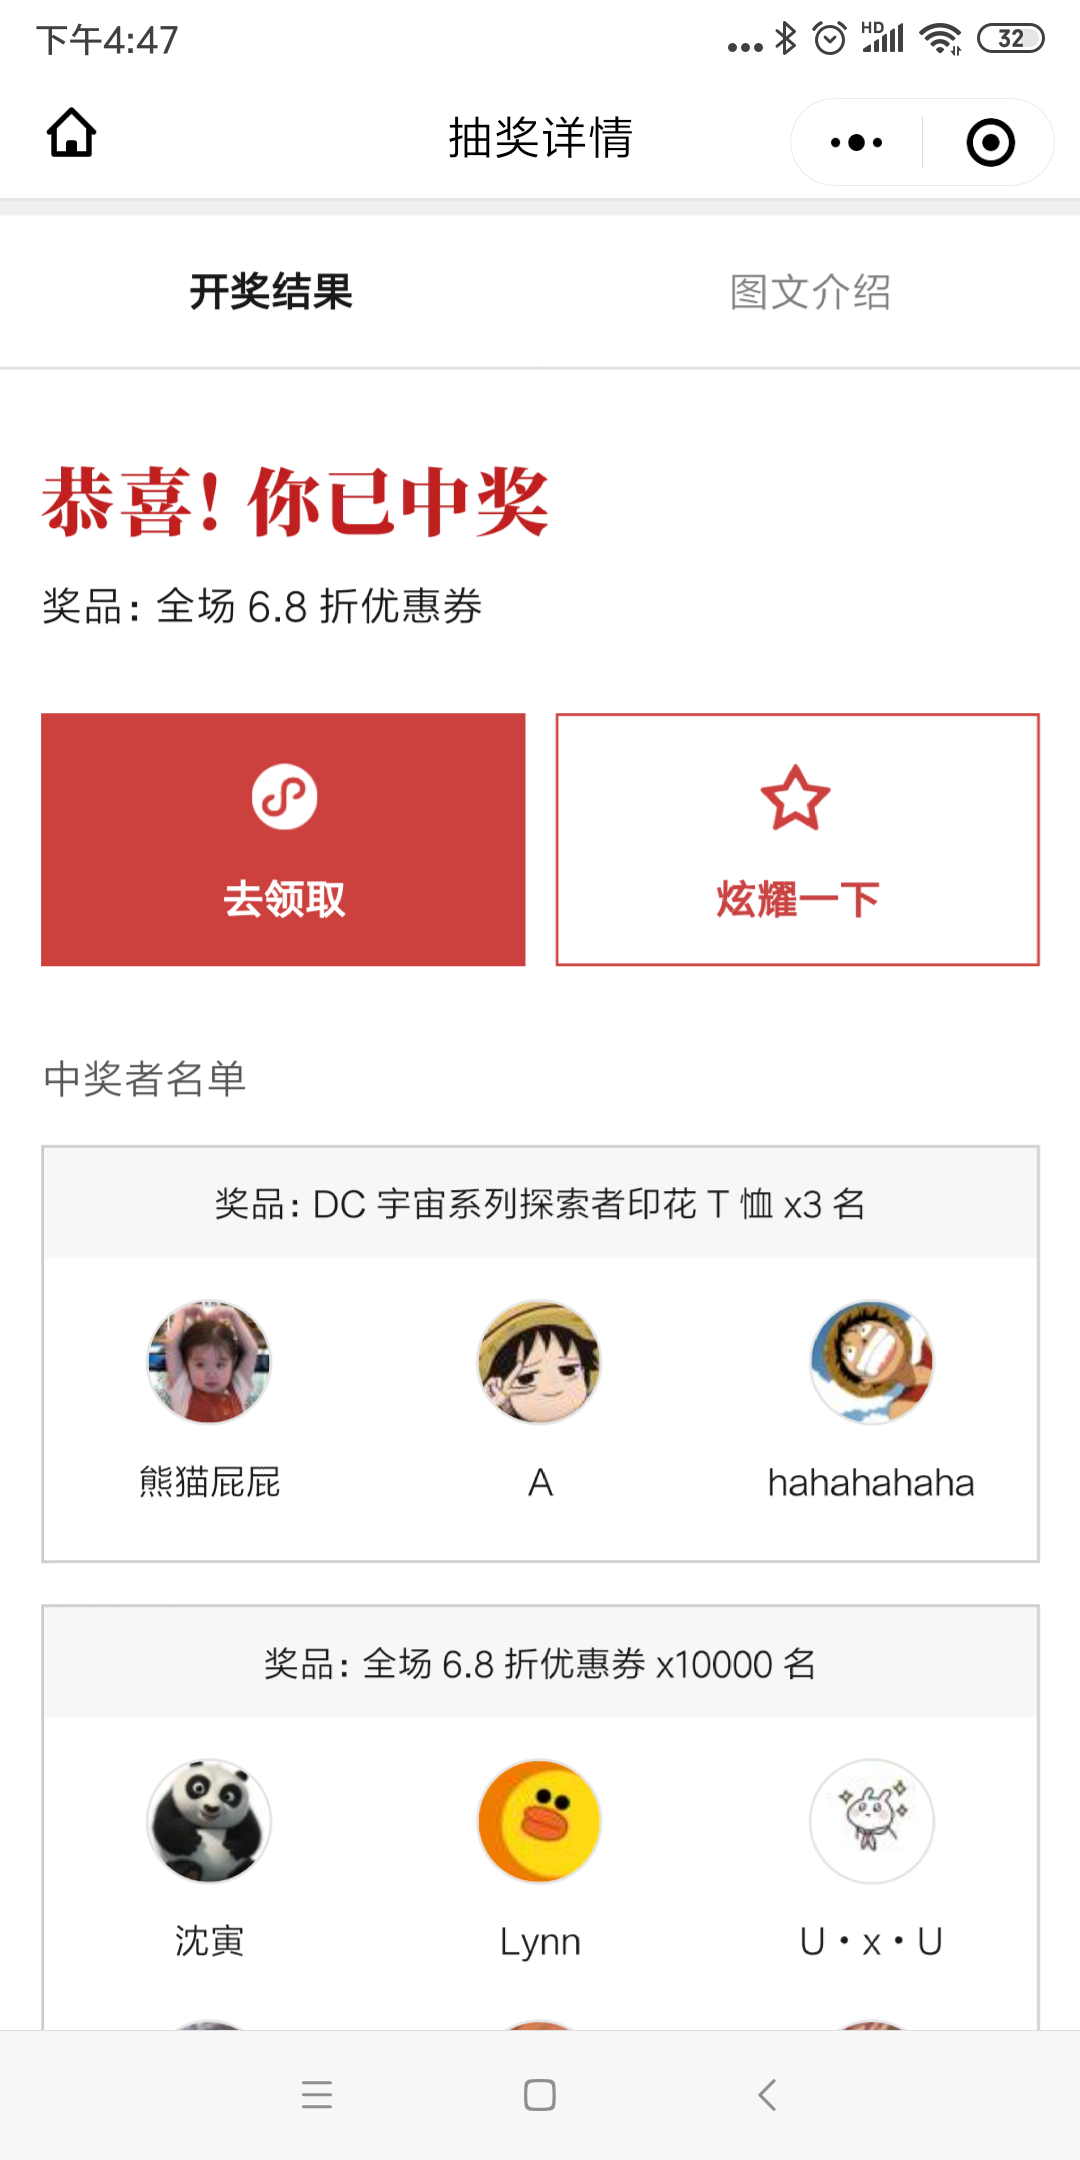 下午4:47
HD
32
抽奖详情
开奖结果
图文介绍
恭喜! 你已中奖
奖品: 全场 6.8 折优惠券
去领取
炫耀一下
中奖者名单
奖品: DC 宇宙系列探索者印花 T 恤 x3 名
熊猫屁屁
A
hahahahaha
奖品: 全场 6.8 折优惠券 x10000 名
沈寅
Lynn
U·x·U